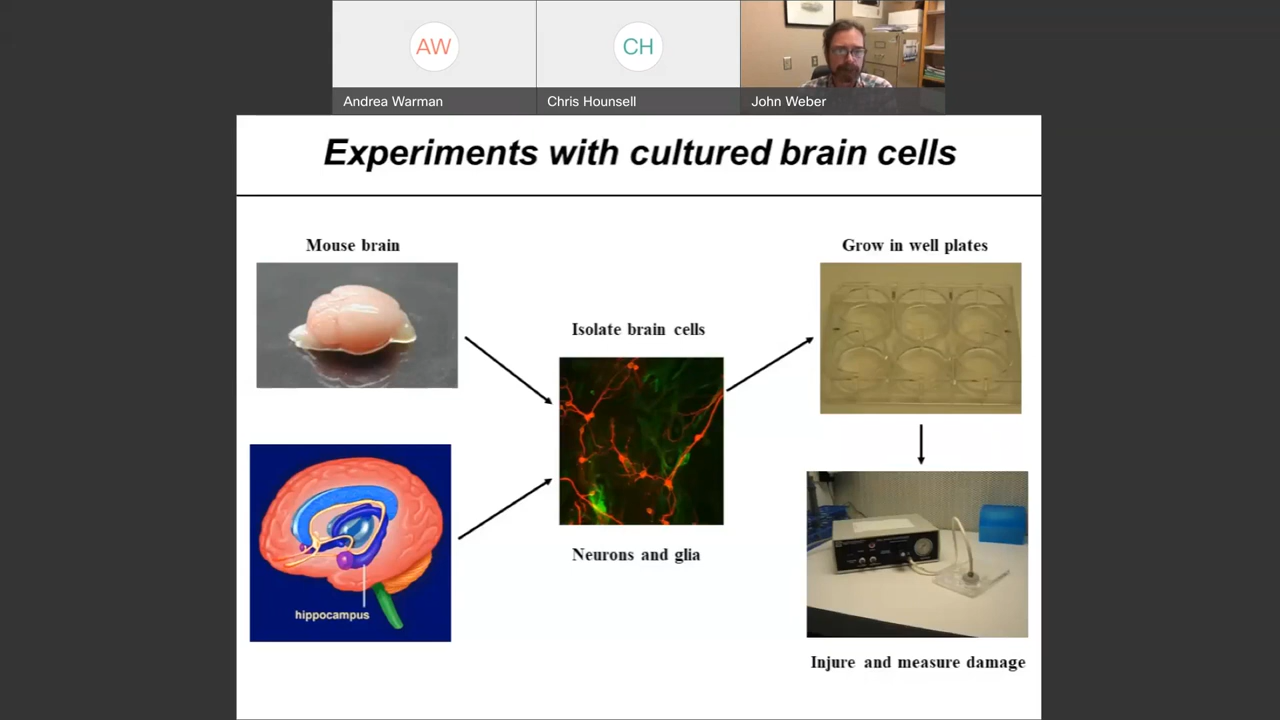 AW
CH
Andrea Warman
Chris Hounsell
John Weber
Experiments with cultured brain cells
Mouse brain
Grow in well plates
Isolate brain cells
Neurons and glia
hippocampus
Injure and measure damage